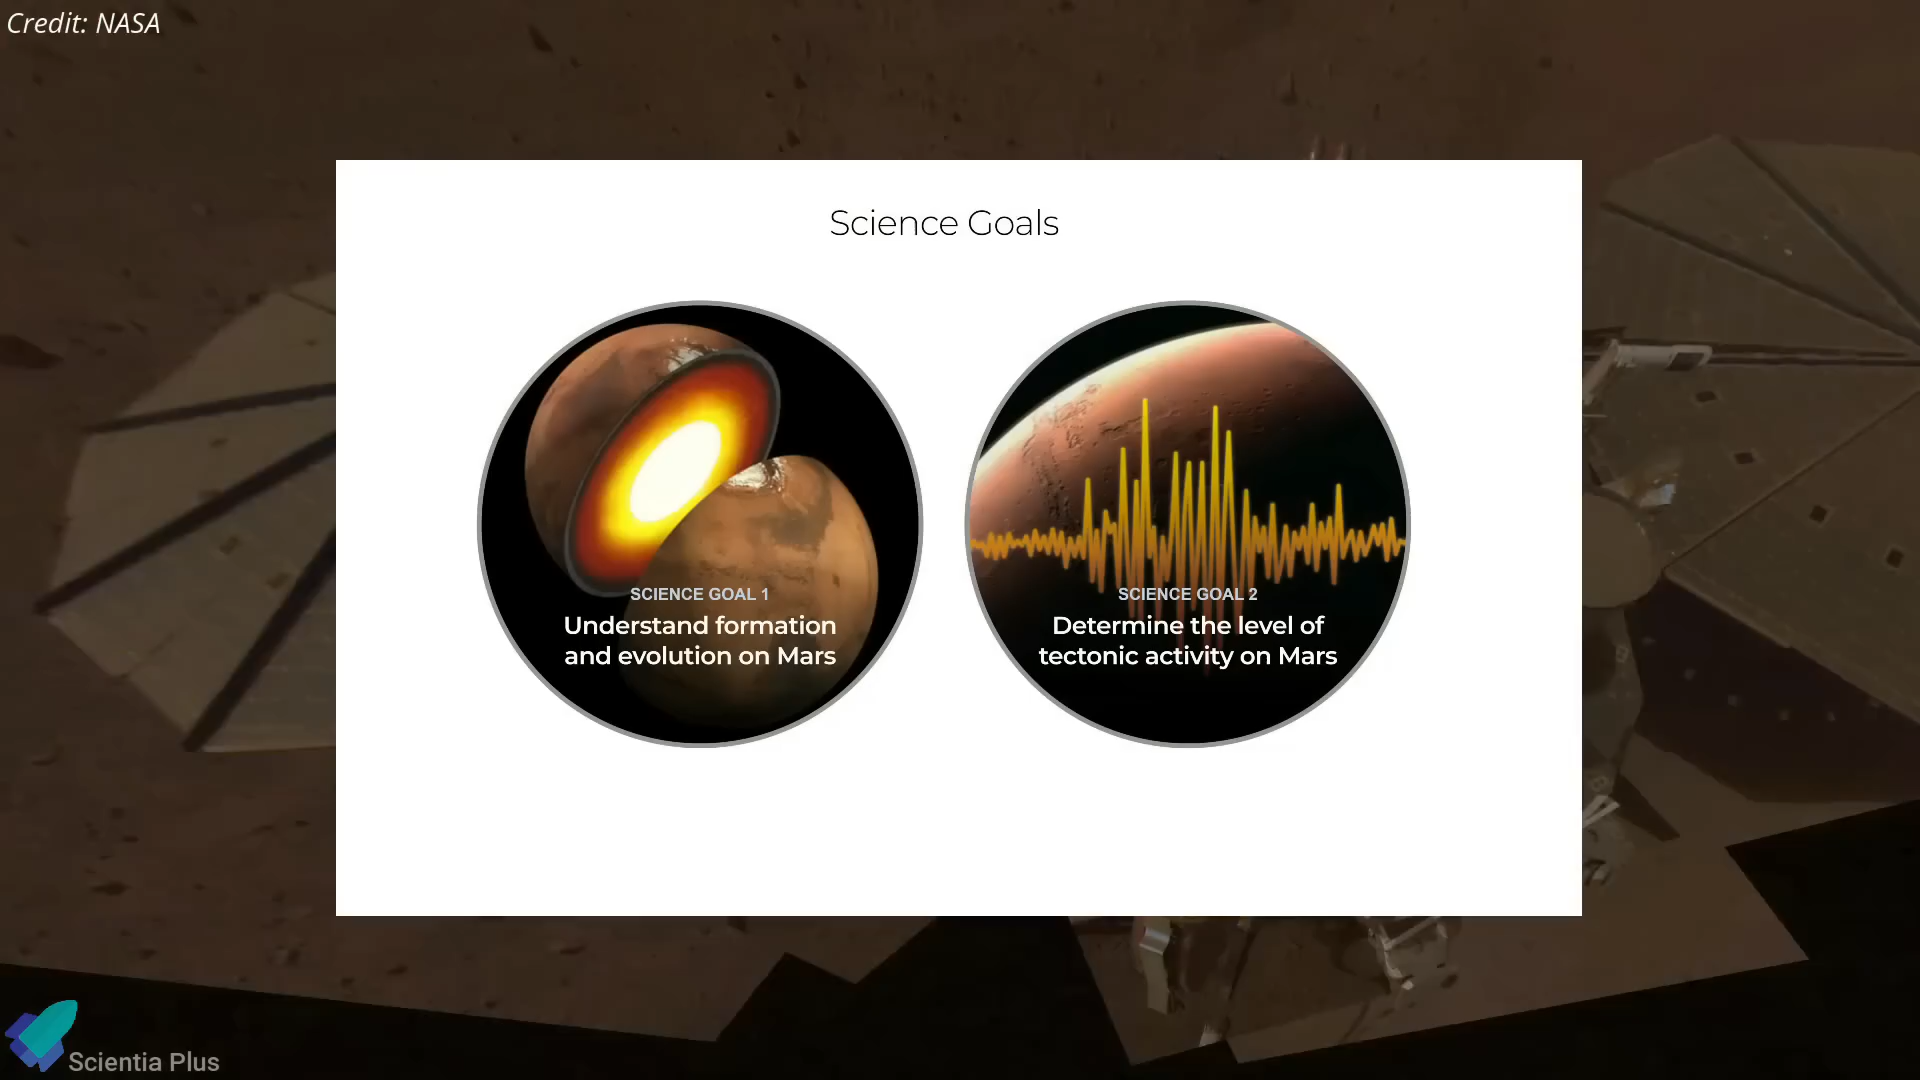 Credit: NASA
Science Goals
SCIENCE GOAL 1
Understand formation
and evolution on Mars
SCIENCE GOAL 2
Determine the level of
tectonic activity on Mars
Scientia Plus